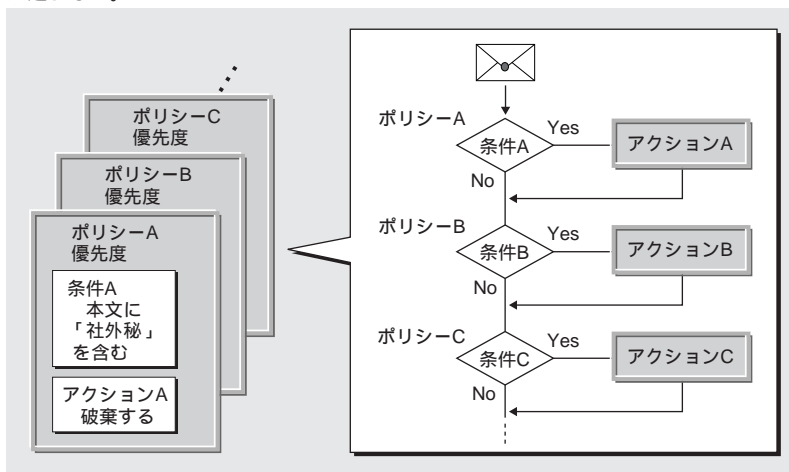 ポリシーC
優先度
ポリシーB
優先度
ポリシーA
優先度
条件A
本文に
「社外秘」
を含む
アクションA
破棄する
ポリシーA
条件A
Yes
アクションA
No
ポリシーB
条件B
Yes
アクションB
No
ポリシーC
条件C
Yes
アクションC
No